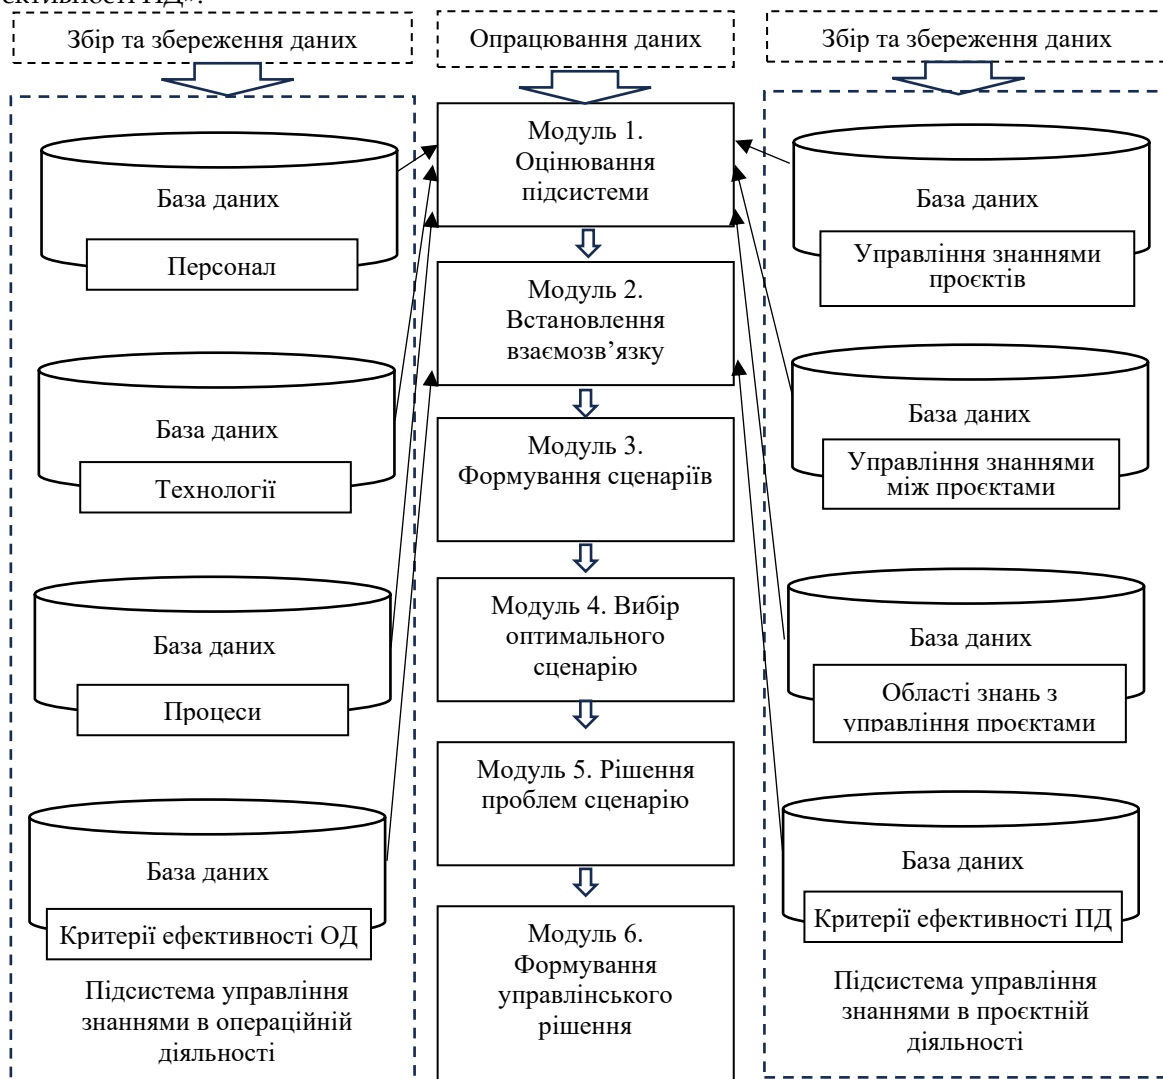 Збір та збереження даних
Опрацювання даних
Збір та збереження даних
База даних
Персонал
База даних
Технології
База даних
Процеси
База даних
Критерії ефективності ОД
Підсистема управління
знаннями в операційній
діяльності
Модуль 1.
Оцінювання
підсистеми
Модуль 2.
Встановлення
взаємозв’язку
Модуль 3.
Формування сценаріїв
Модуль 4. Вибір
оптимального
сценарію
Модуль 5. Рішення
проблем сценарію
Модуль 6.
Формування
управлінського
рішення
База даних
Управління знаннями
проєктів
База даних
Управління знаннями
між проєктами
База даних
Області знань з
управління проєктами
База даних
Критерії ефективності ПД
Підсистема управління
знаннями в проєктній
діяльності